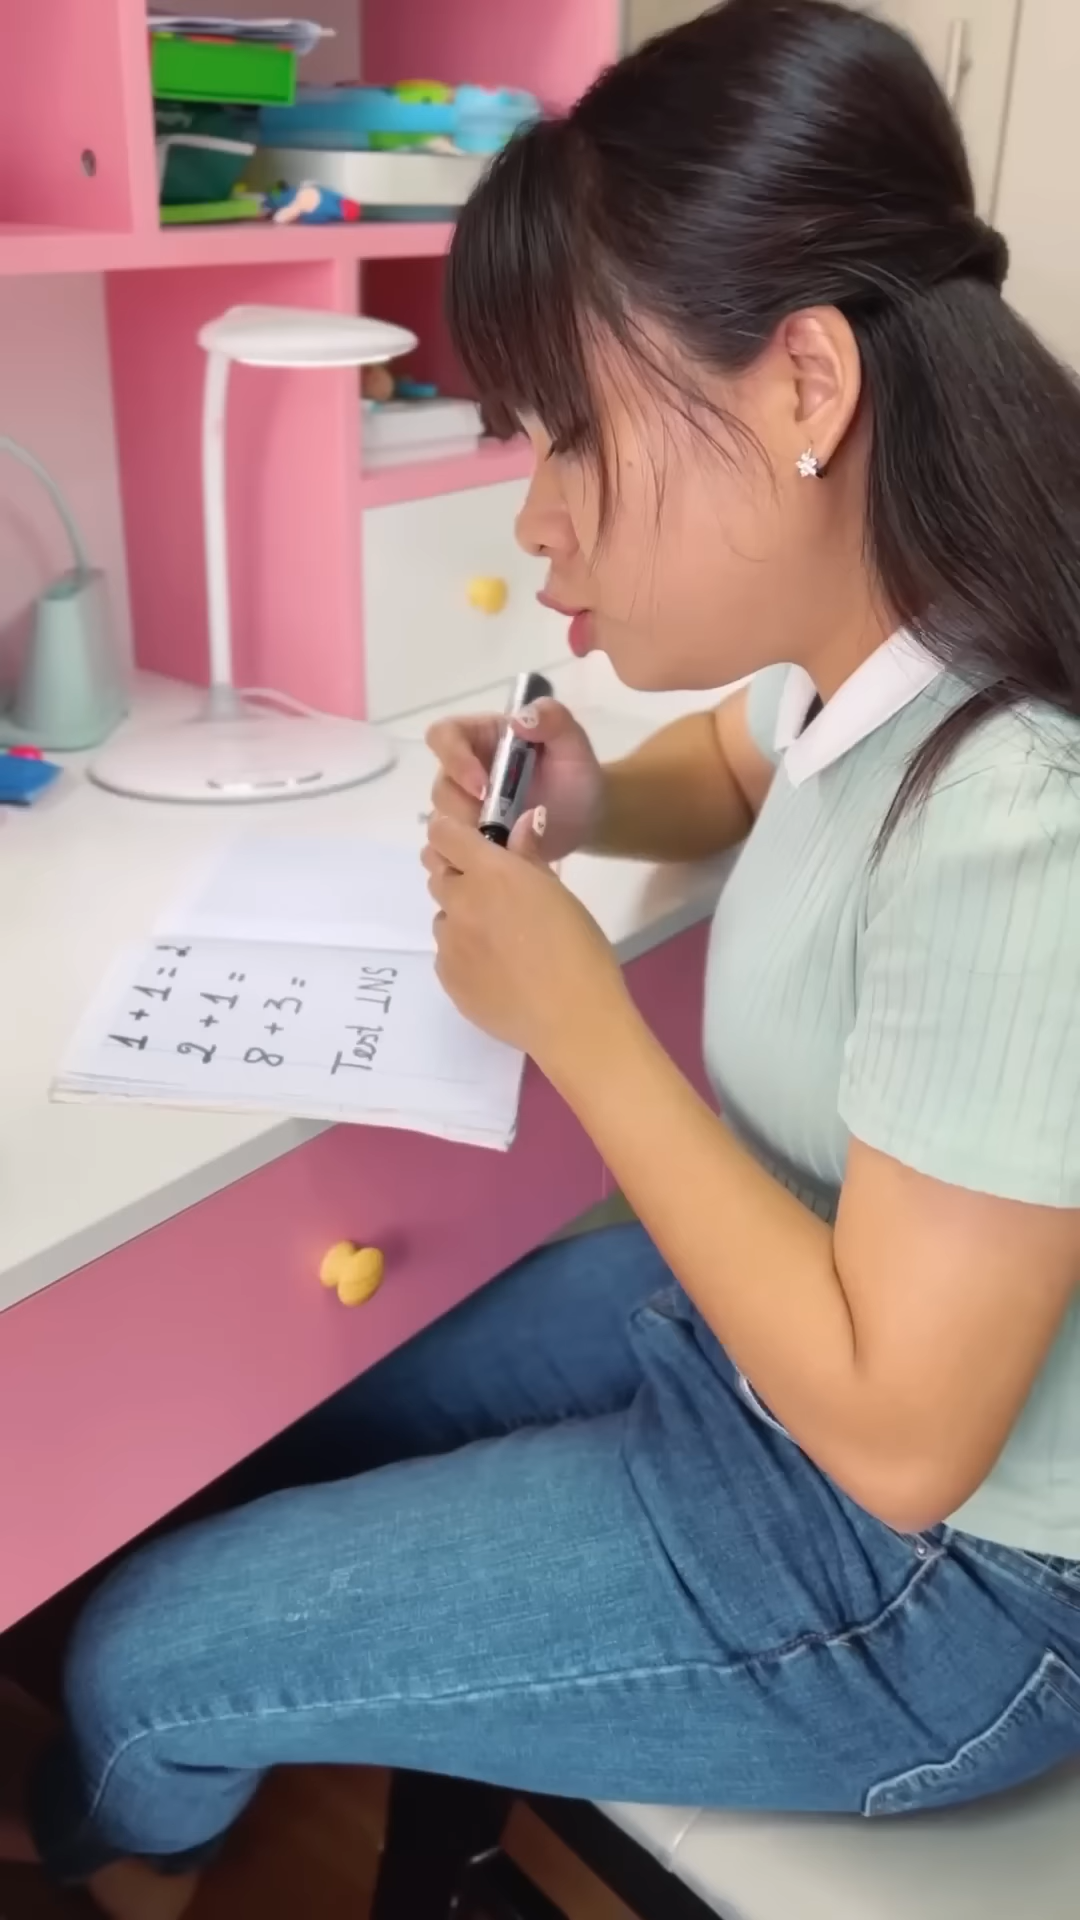 1 + 1 = 2
2 + 1 =
8 + 3 =
Test INS